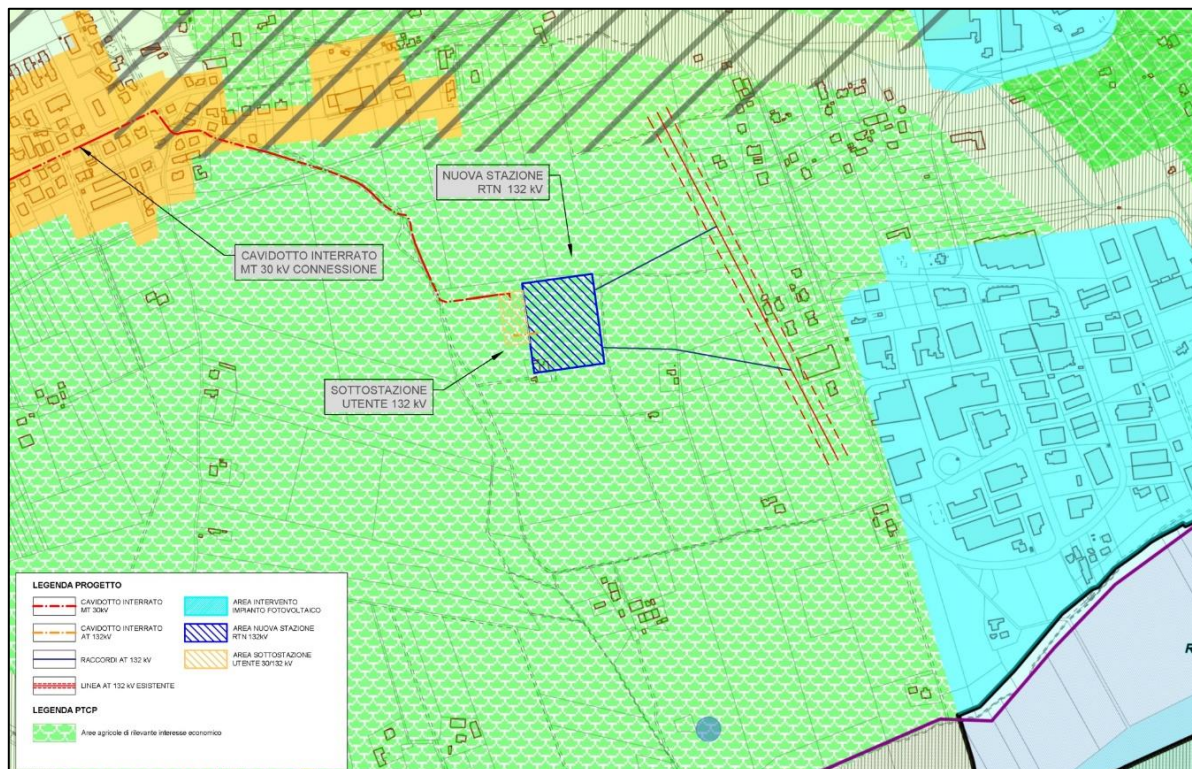 NUOVA STAZIONE
RTN 132 kV
CAVIDOTTO INTERRATO
MT 30 kV CONNESSIONE
SOTTOSTAZIONE
UTENTE 132 kV
R
LEGENDA PROGETTO
CAVIDOTTO INTERRATO
MT 30kV
CAVIDOTTO INTERRATO
AT 132kV
RACCORDI AT 132 kV
LINEA AT 132 kV ESISTENTE
AREA INTERVENTO
IMPIANTO FOTOVOLTAICO
AREA NUOVA STAZIONE
RTN 132kV
AREA SOTTOSTAZIONE
UTENTE 30/132 kV
LEGENDA PTCP
Aree agricole di rilevante interesse economico